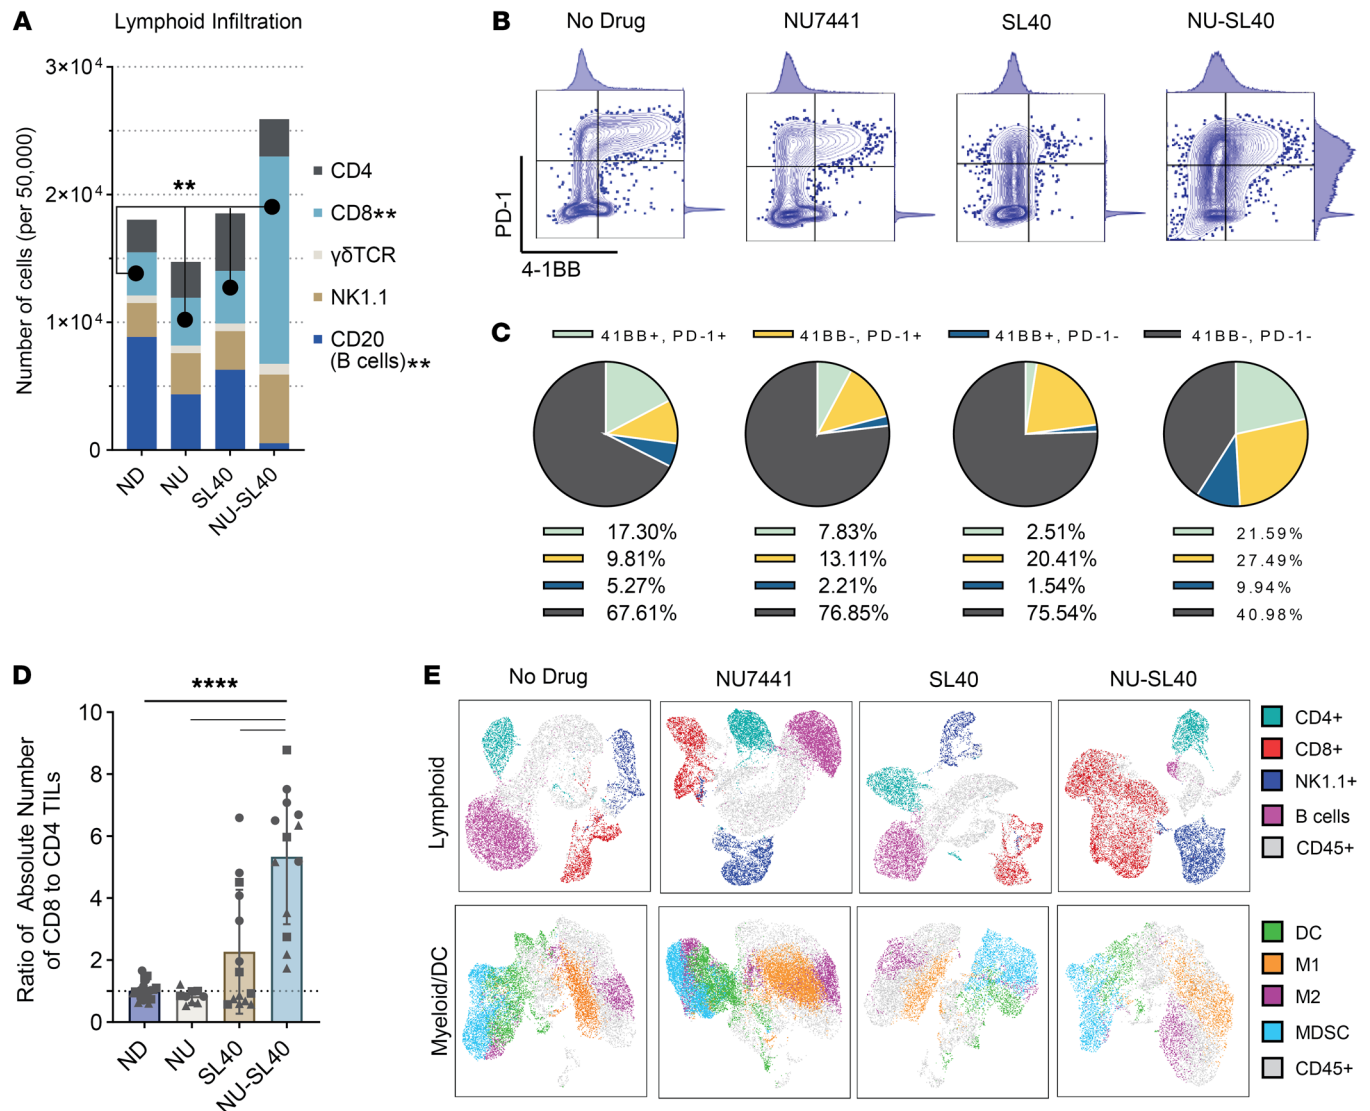 A
Lymphoid Infiltration
Number of cells (per 50,000)
3×10⁴
2×10⁴
1×10⁴
0
**
ND
NU
SL40
NU-SL40
CD4
CD8**
γδTCR
NK1.1
CD20
(B cells)**
B
No Drug
NU7441
SL40
NU-SL40
PD-1
4-1BB
C
41BB+, PD-1+
41BB-, PD-1+
41BB+, PD-1-
41BB-, PD-1-
17.30%
9.81%
5.27%
67.61%
7.83%
13.11%
2.21%
76.85%
2.51%
20.41%
1.54%
75.54%
21.59%
27.49%
9.94%
40.98%
D
****
Ratio of Absolute Number
of CD8 to CD4 TILs
10
8
6
4
2
0
ND
NU
SL40
NU-SL40
E
No Drug
NU7441
SL40
NU-SL40
Lymphoid
CD4+
CD8+
NK1.1+
B cells
CD45+
Myeloid/DC
DC
M1
M2
MDSC
CD45+